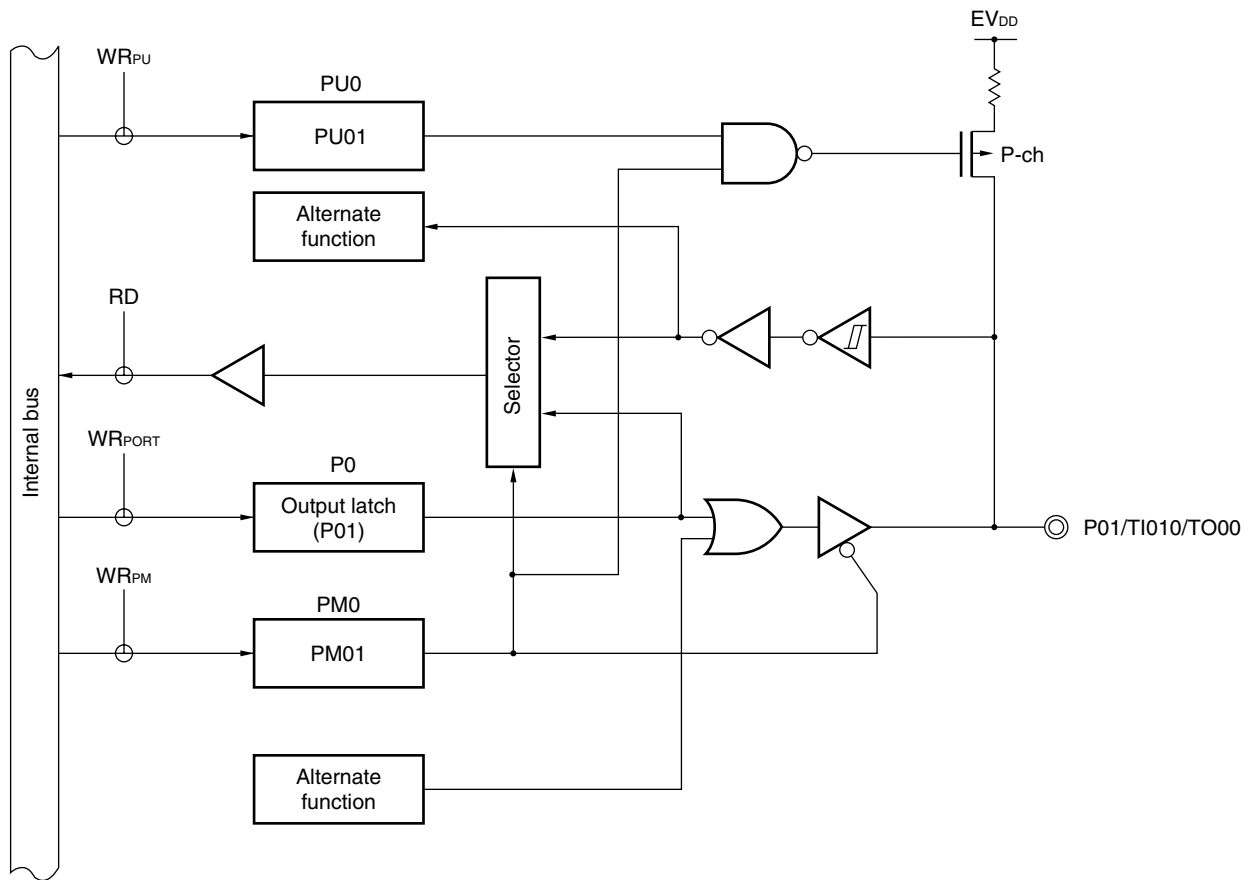 EVDD
WRPU
PU0
PU01
P-ch
Alternate
function
RD
Selector
Internal bus
WRPORT
P0
Output latch
(P01)
P01/TI010/TO00
WRPM
PM0
PM01
Alternate
function